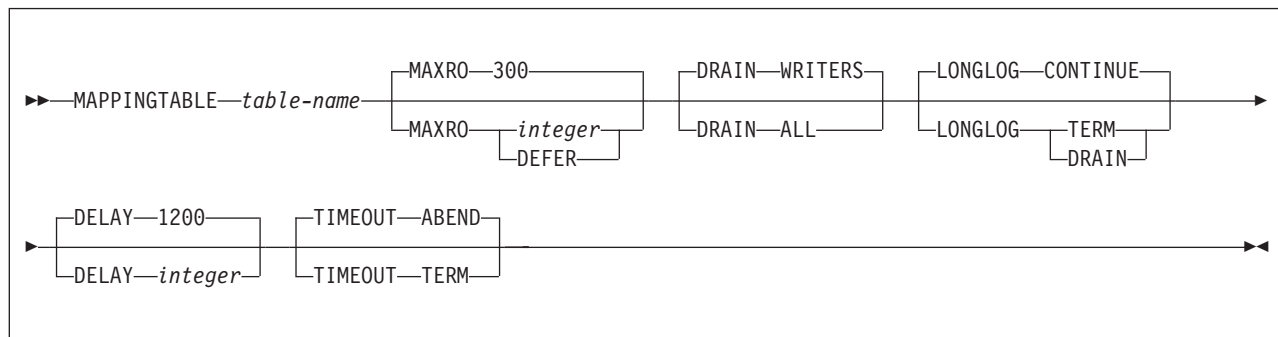 MAXRO 300 DRAIN WRITERS LONGLOG CONTINUE
MAPPINGTABLE table-name
MAXRO integer DRAIN ALL LONGLOG TERM
DEFER DRAIN
DELAY 1200 TIMEOUT ABEND
DELAY integer TIMEOUT TERM